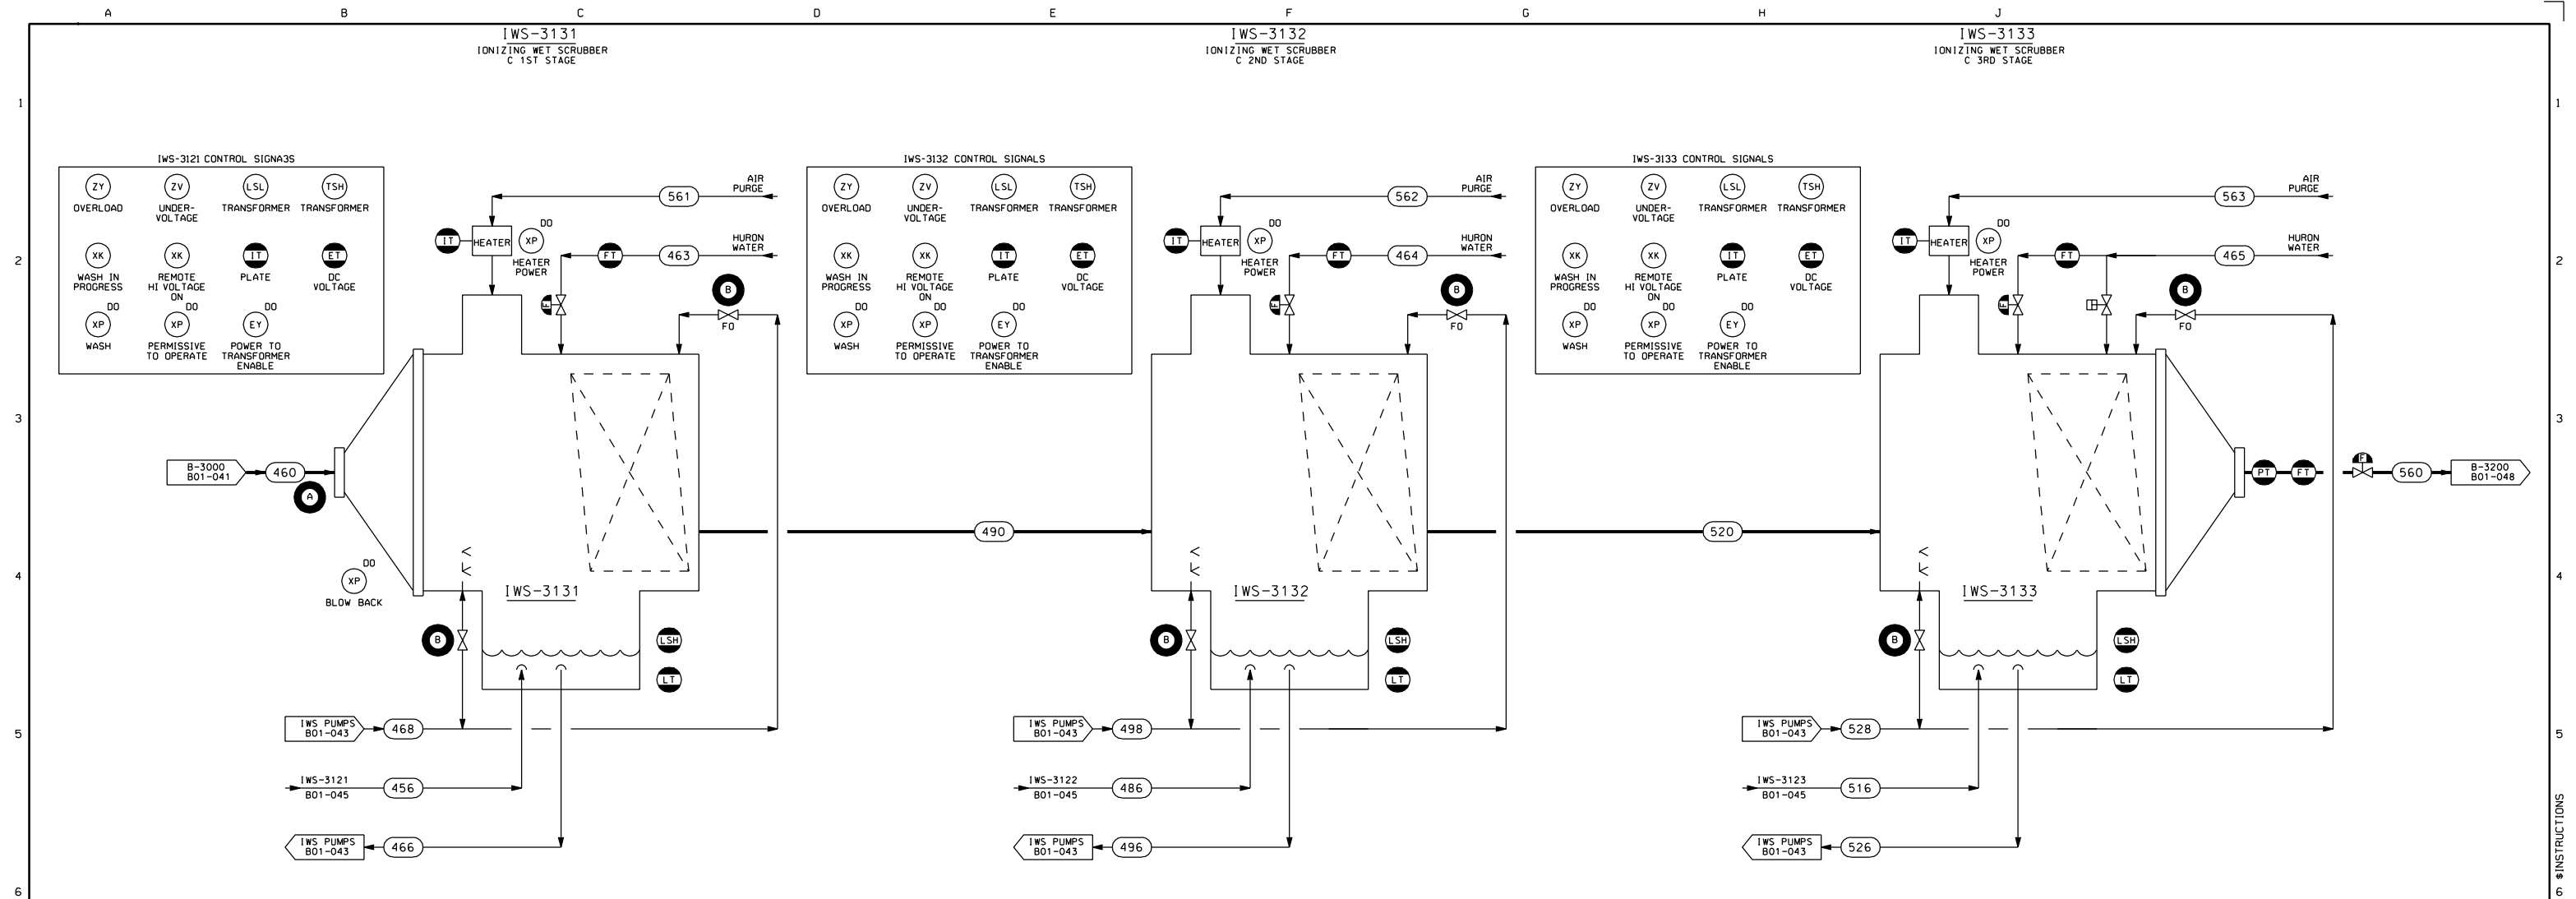 A B C D E F G H J
IWS-3131
IONIZING WET SCRUBBER
C 1ST STAGE
IWS-3132
IONIZING WET SCRUBBER
C 2ND STAGE
IWS-3133
IONIZING WET SCRUBBER
C 3RD STAGE
1 1
IWS-3121 CONTROL SIGNA3S
ZY ZV LSL TSH
OVERLOAD UNDER- TRANSFORMER TRANSFORMER
VOLTAGE
XK XK IT ET
WASH IN REMOTE PLATE DC
PROGRESS HI VOLTAGE VOLTAGE
ON
DO DO DO
XP XP EY
WASH PERMISSIVE POWER TO
TO OPERATE TRANSFORMER
ENABLE
AIR
PURGE
561
DO
IT HEATER XP
HEATER
POWER
HURON
WATER
FT 463
F
B
FO
IWS-3132 CONTROL SIGNALS
ZY ZV LSL TSH
OVERLOAD UNDER- TRANSFORMER TRANSFORMER
VOLTAGE
XK XK IT ET
WASH IN REMOTE PLATE DC
PROGRESS HI VOLTAGE VOLTAGE
ON
DO DO DO
XP XP EY
WASH PERMISSIVE POWER TO
TO OPERATE TRANSFORMER
ENABLE
AIR
PURGE
562
DO
IT HEATER XP
HEATER
POWER
HURON
WATER
FT 464
F
B
FO
IWS-3133 CONTROL SIGNALS
ZY ZV LSL TSH
OVERLOAD UNDER- TRANSFORMER TRANSFORMER
VOLTAGE
XK XK IT ET
WASH IN REMOTE PLATE DC
PROGRESS HI VOLTAGE VOLTAGE
ON
DO DO DO
XP XP EY
WASH PERMISSIVE POWER TO
TO OPERATE TRANSFORMER
ENABLE
AIR
PURGE
563
DO
IT HEATER XP
HEATER
POWER
HURON
WATER
FT 465
F
B
FO
2 2
3 3
B-3000
B01-041
460
A
490
520
PT FT
F
560
B-3200
B01-048
4 4
DO
XP
BLOW BACK
IWS-3131
B
LSH
LT
IWS-3132
B
LSH
LT
IWS-3133
B
LSH
LT
5 5
IWS PUMPS
B01-043
468
IWS-3121
B01-045
456
IWS PUMPS
B01-043
466
IWS PUMPS
B01-043
498
IWS-3122
B01-045
486
IWS PUMPS
B01-043
496
IWS PUMPS
B01-043
528
IWS-3123
B01-045
516
IWS PUMPS
B01-043
526
$INSTRUCTIONS
6 6